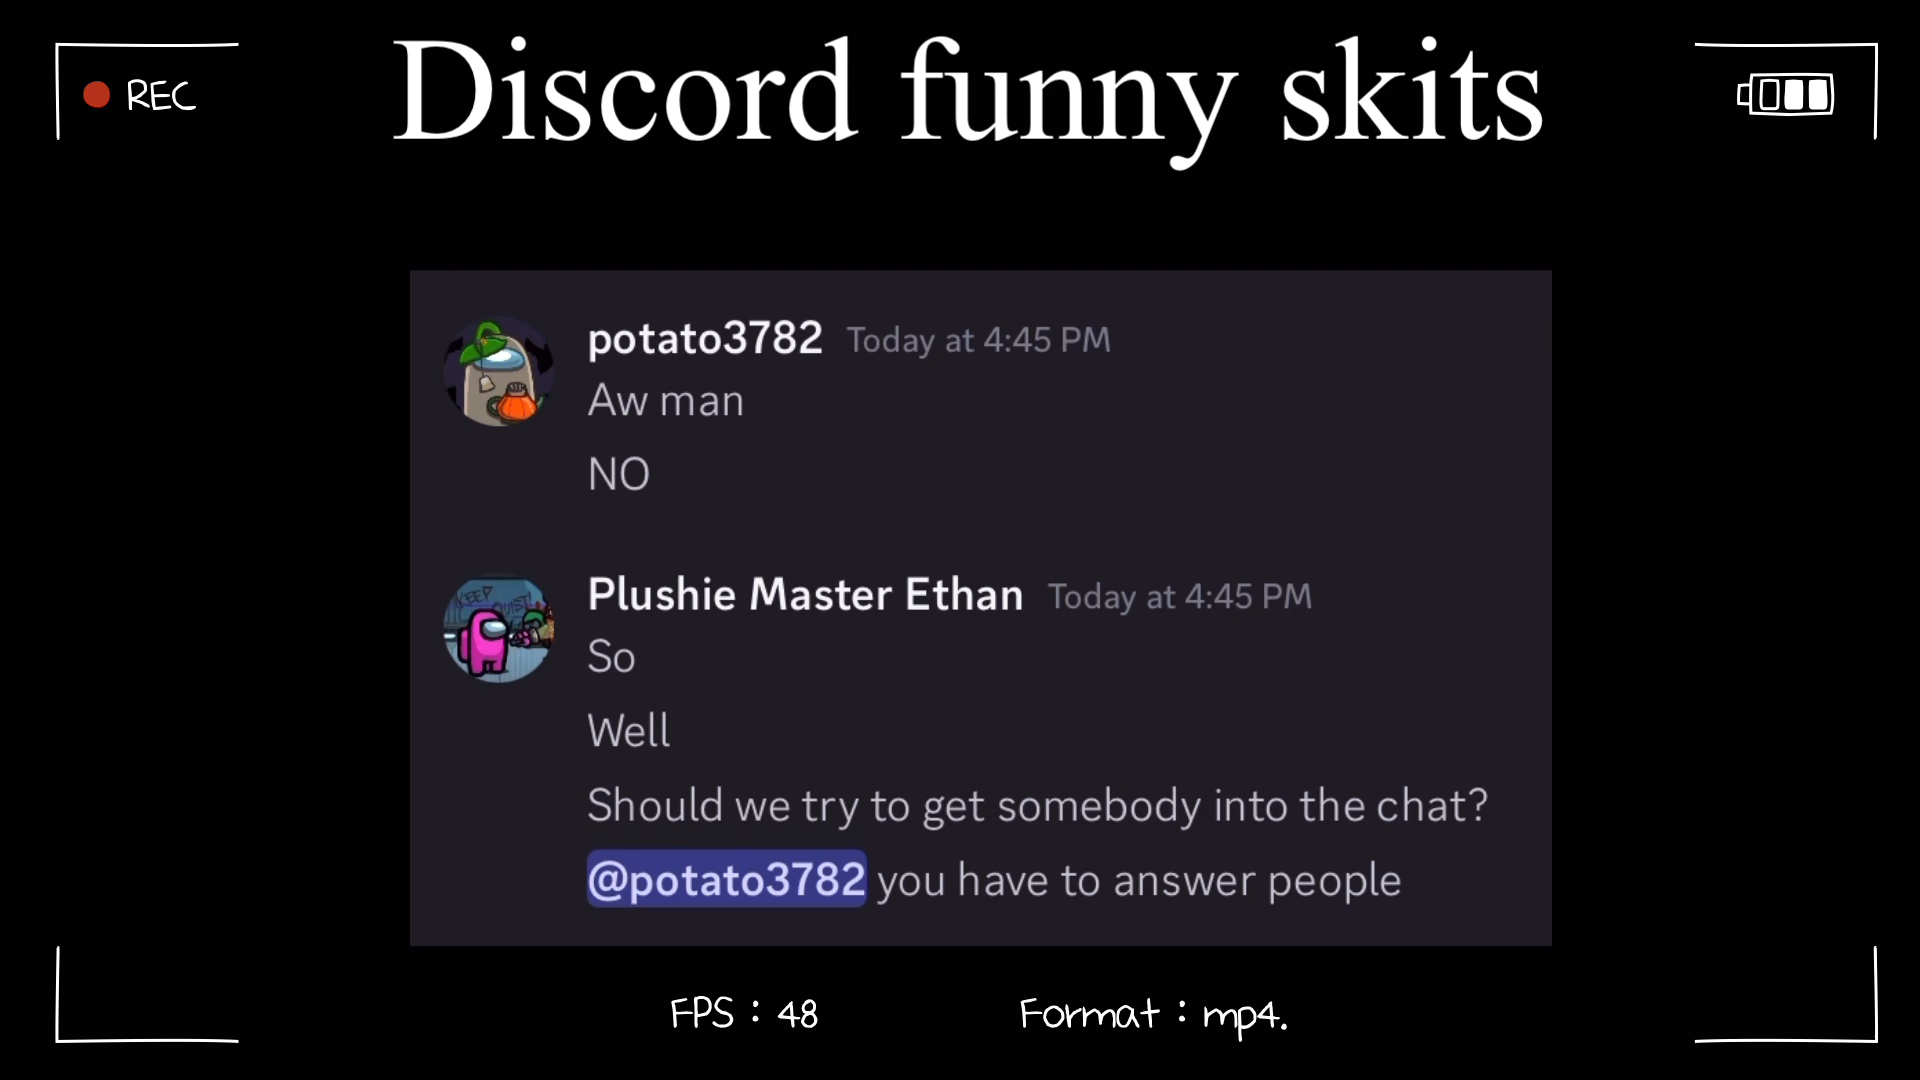 Discord funny skits
REC
potato3782 Today at 4:45 PM
Aw man
NO
Plushie Master Ethan Today at 4:45 PM
KEEP
QUIET!
So
Well
Should we try to get somebody into the chat?
@potato3782 you have to answer people
FPS : 48
Format : mp4.